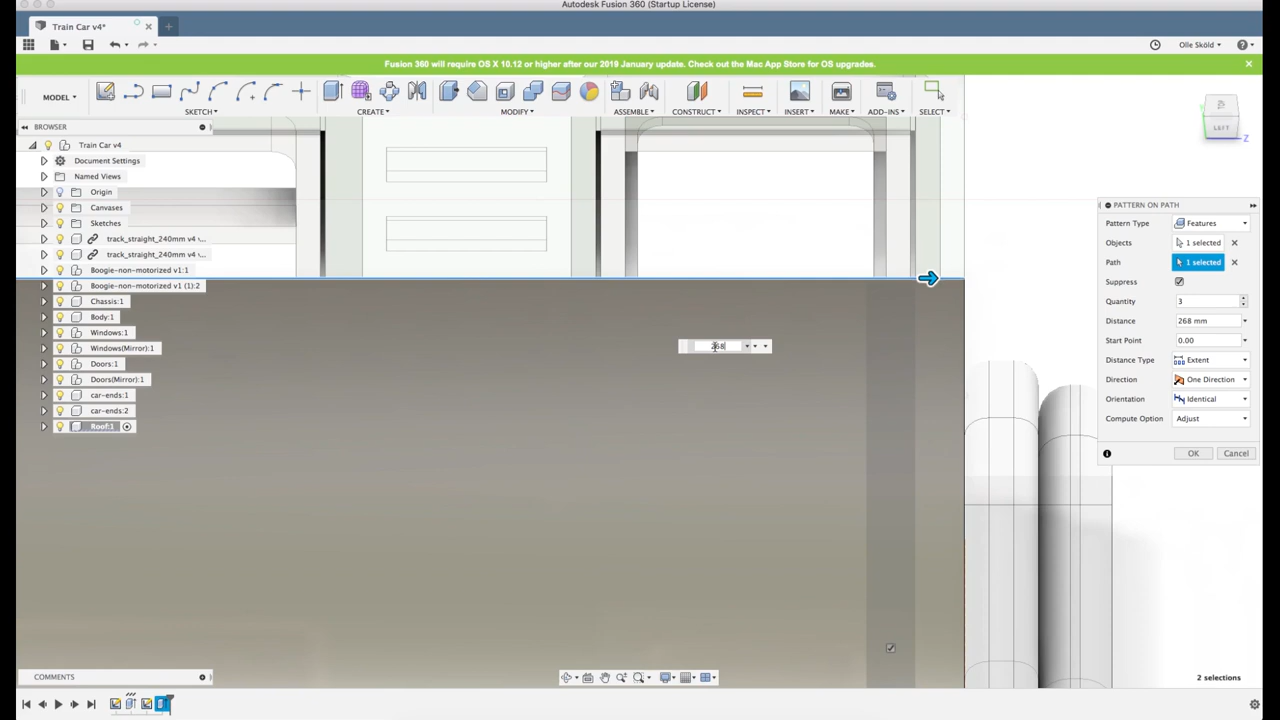 Autodesk Fusion 360 (Startup License)
Train Car v4*
Olle Sköld
Fusion 360 will require OS X 10.12 or higher after our 2019 January update. Check out the Mac App Store for OS upgrades.
MODEL
SKETCH
CREATE
MODIFY
ASSEMBLE
CONSTRUCT
INSPECT
INSERT
MAKE
ADD-INS
SELECT
BROWSER
Train Car v4
Document Settings
Named Views
Origin
Canvases
Sketches
track_straight_240mm v4 ...
track_straight_240mm v4 ...
Boogie-non-motorized v1:1
Boogie-non-motorized v1 (1):2
Chassis:1
Body:1
Windows:1
Windows(Mirror):1
Doors:1
Doors(Mirror):1
car-ends:1
car-ends:2
Roof:1
LEFT
Z
268
PATTERN ON PATH
Pattern Type Features
Objects 1 selected
Path 1 selected
Suppress
Quantity 3
Distance 268 mm
Start Point 0.00
Distance Type Extent
Direction One Direction
Orientation Identical
Compute Option Adjust
OK Cancel
COMMENTS
2 selections